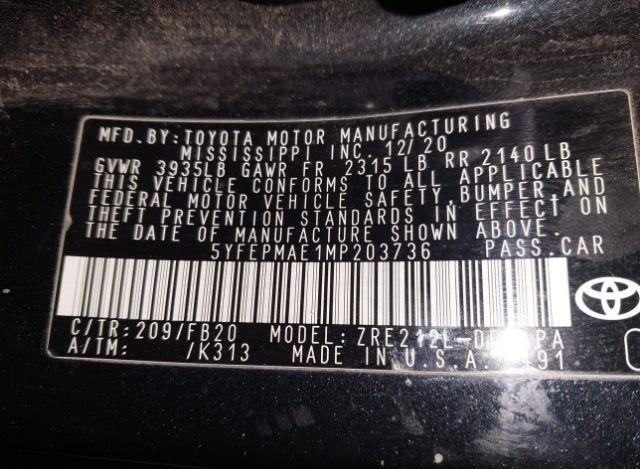 MFD.BY:TOYOTA MOTOR MANUFACTURING
MISSISSIPPI INC. 12/20
GVWR 3935LB GAWR FR 2315 LB RR 2140 LB
THIS VEHICLE CONFORMS TO ALL APPLICABLE
FEDERAL MOTOR VEHICLE SAFETY,BUMPER,AND
THEFT PREVENTION STANDARDS IN EFFECT ON
THE DATE OF MANUFACTURE SHOWN ABOVE.
5YFEPMAE1MP203736 PASS.CAR
C/TR:209/FB20 MODEL:
A/TM: /K313 MADE IN U.S.A.